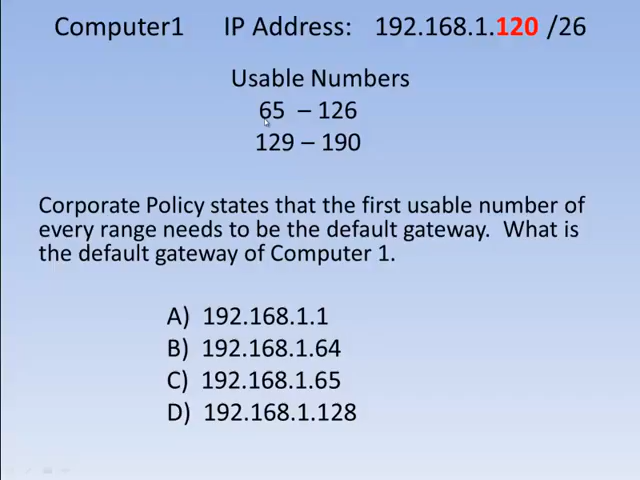 Computer1 IP Address: 192.168.1.120 /26
Usable Numbers
65 – 126
129 – 190
Corporate Policy states that the first usable number of
every range needs to be the default gateway. What is
the default gateway of Computer 1.
A) 192.168.1.1
B) 192.168.1.64
C) 192.168.1.65
D) 192.168.1.128